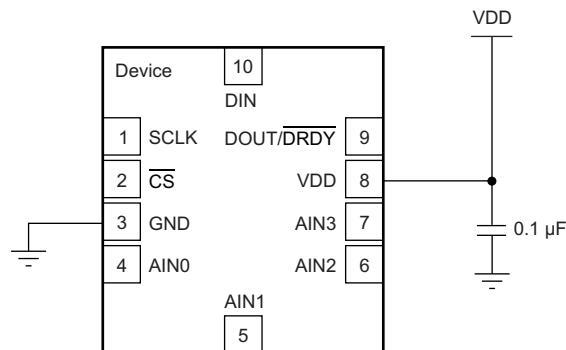 VDD
Device
10
DIN
1 SCLK DOUT/DRDY 9
2 CS VDD 8
3 GND AIN3 7
0.1 µF
4 AIN0 AIN2 6
AIN1
5